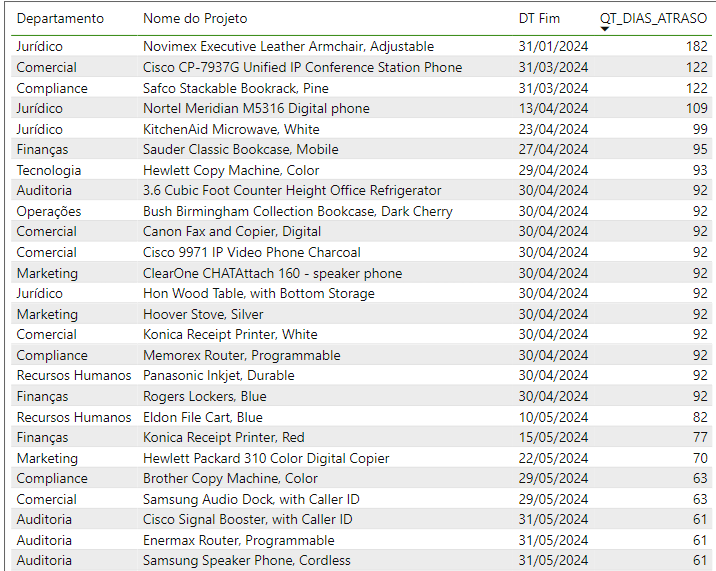 Departamento Nome do Projeto DT Fim QT_DIAS_ATRASO
Jurídico Novimex Executive Leather Armchair, Adjustable 31/01/2024 182
Comercial Cisco CP-7937G Unified IP Conference Station Phone 31/03/2024 122
Compliance Safco Stackable Bookrack, Pine 31/03/2024 122
Jurídico Nortel Meridian M5316 Digital phone 13/04/2024 109
Jurídico KitchenAid Microwave, White 23/04/2024 99
Finanças Sauder Classic Bookcase, Mobile 27/04/2024 95
Tecnologia Hewlett Copy Machine, Color 29/04/2024 93
Auditoria 3.6 Cubic Foot Counter Height Office Refrigerator 30/04/2024 92
Operações Bush Birmingham Collection Bookcase, Dark Cherry 30/04/2024 92
Comercial Canon Fax and Copier, Digital 30/04/2024 92
Comercial Cisco 9971 IP Video Phone Charcoal 30/04/2024 92
Marketing ClearOne CHATAttach 160 - speaker phone 30/04/2024 92
Jurídico Hon Wood Table, with Bottom Storage 30/04/2024 92
Marketing Hoover Stove, Silver 30/04/2024 92
Comercial Konica Receipt Printer, White 30/04/2024 92
Compliance Memorex Router, Programmable 30/04/2024 92
Recursos Humanos Panasonic Inkjet, Durable 30/04/2024 92
Finanças Rogers Lockers, Blue 30/04/2024 92
Recursos Humanos Eldon File Cart, Blue 10/05/2024 82
Finanças Konica Receipt Printer, Red 15/05/2024 77
Marketing Hewlett Packard 310 Color Digital Copier 22/05/2024 70
Compliance Brother Copy Machine, Color 29/05/2024 63
Comercial Samsung Audio Dock, with Caller ID 29/05/2024 63
Auditoria Cisco Signal Booster, with Caller ID 31/05/2024 61
Auditoria Enermax Router, Programmable 31/05/2024 61
Auditoria Samsung Speaker Phone, Cordless 31/05/2024 61